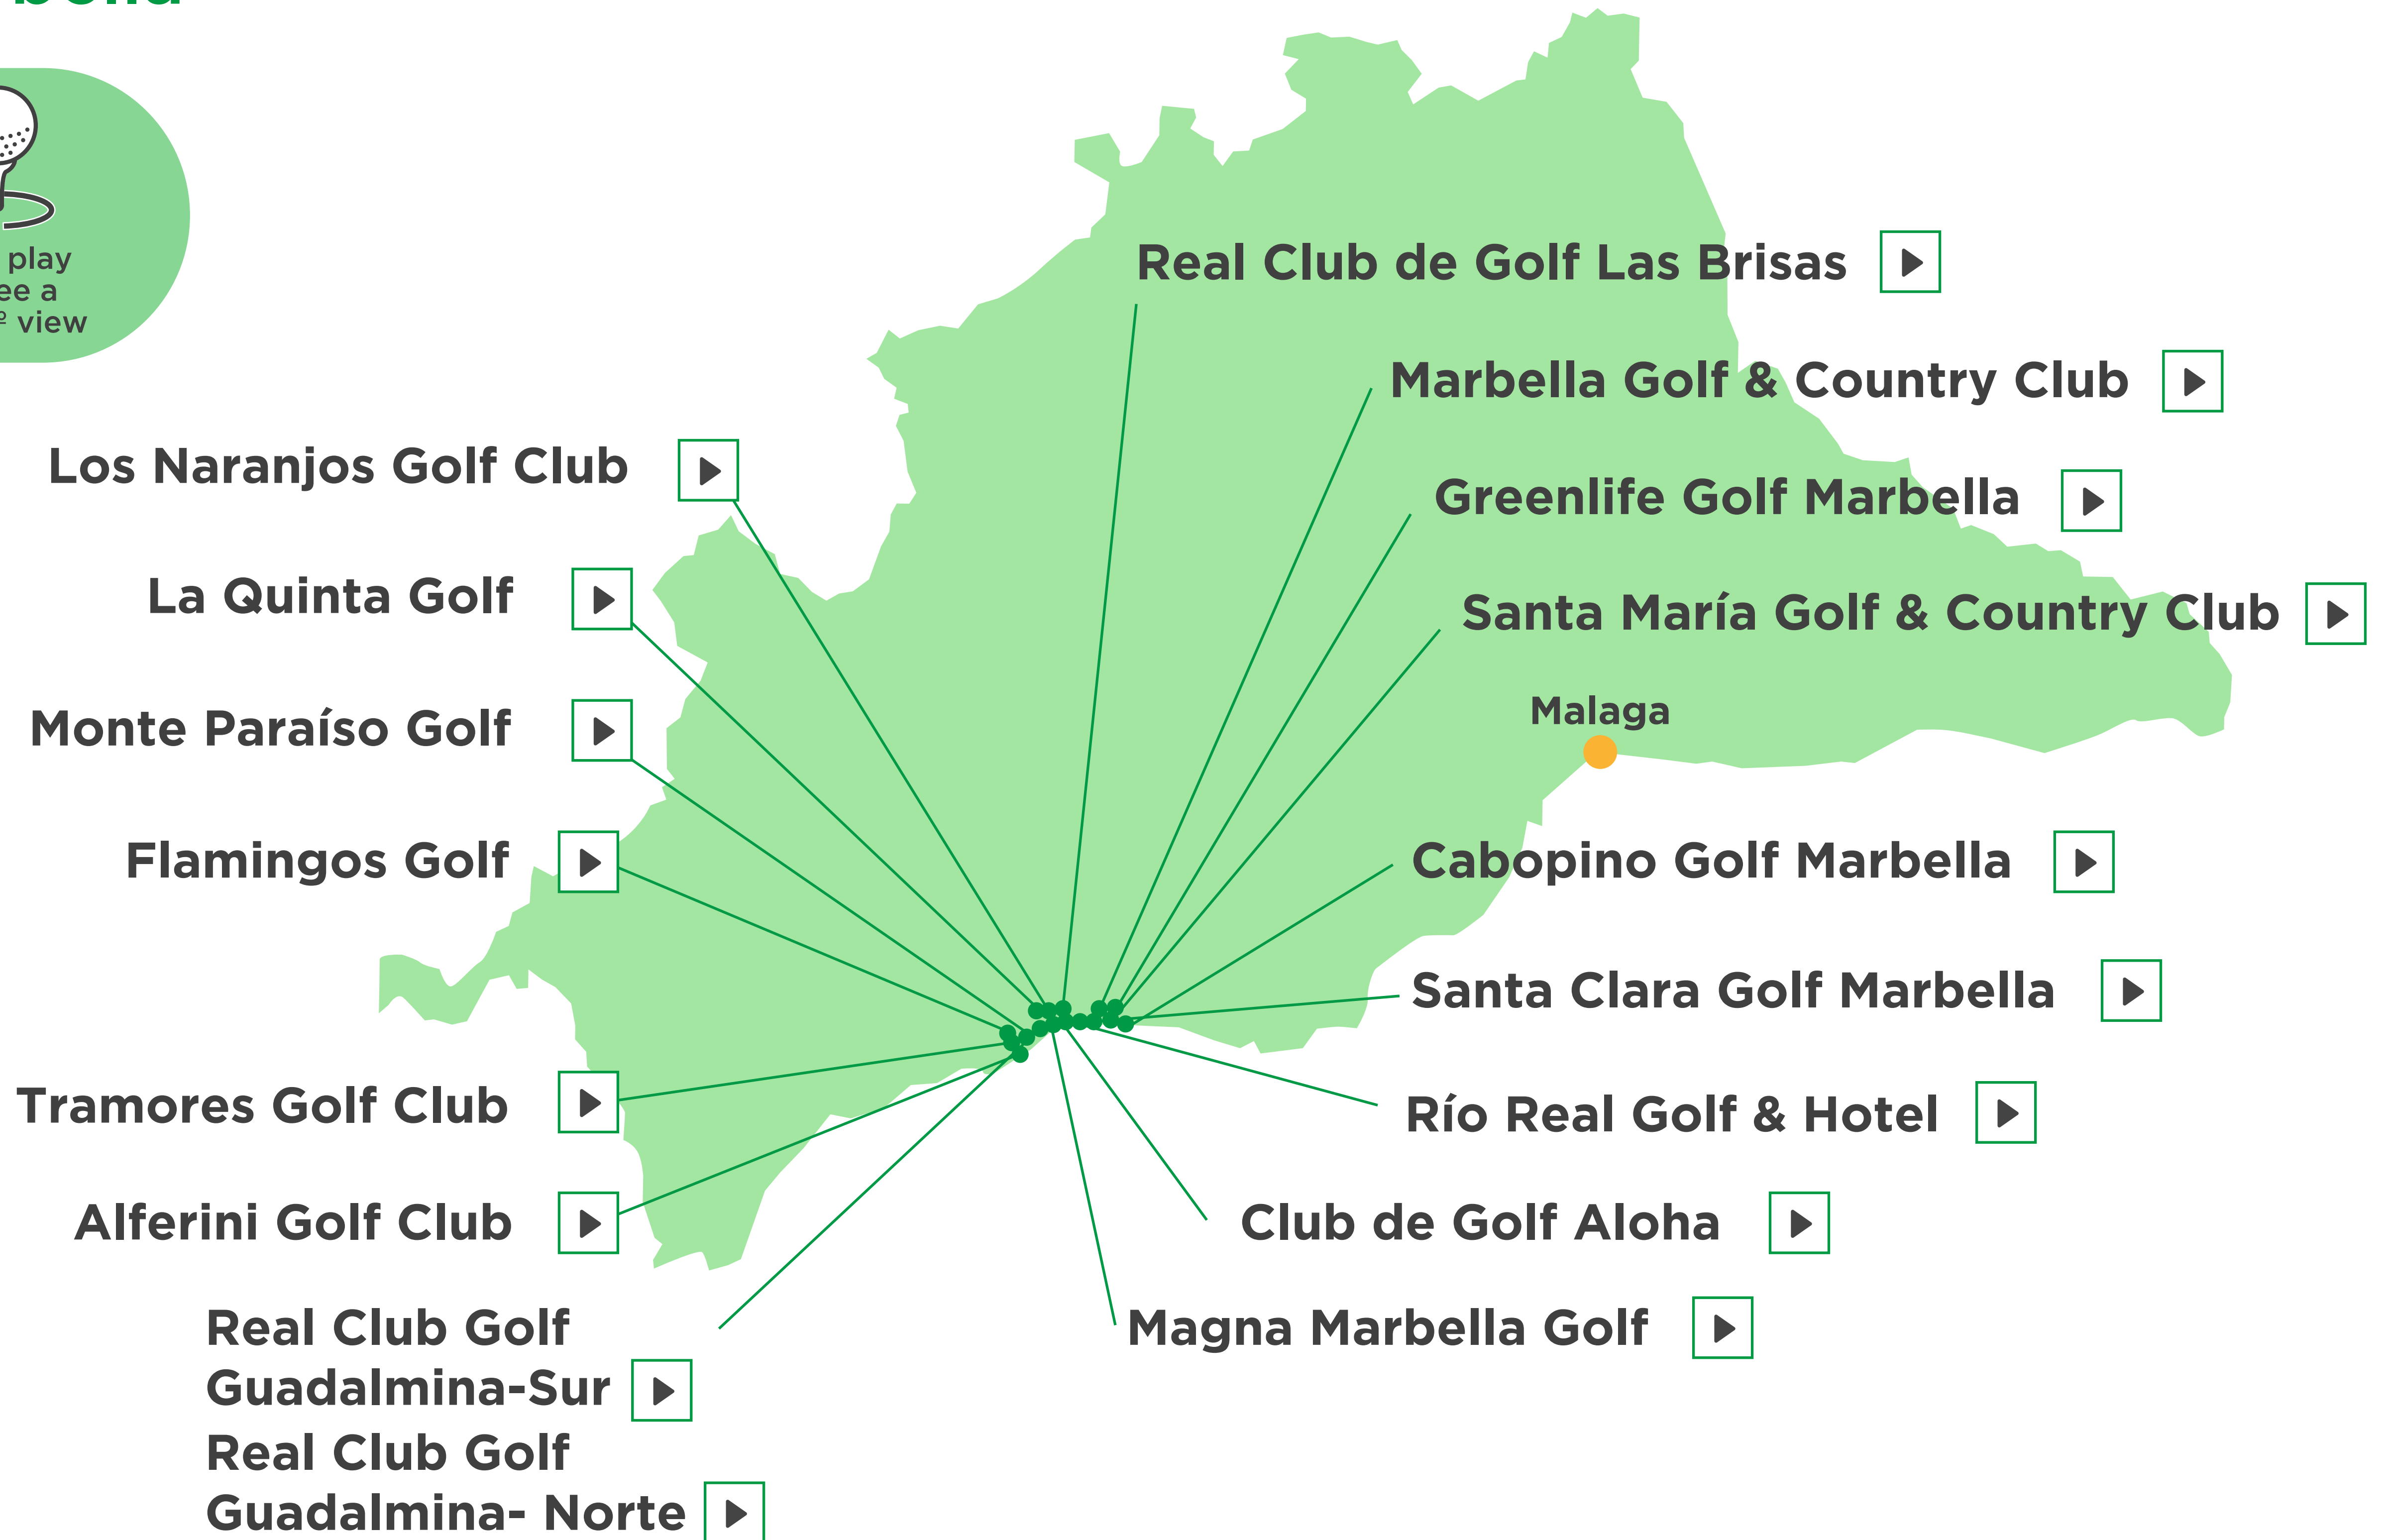 play
view
Real Club de Golf Las Brisas
Marbella Golf & Country Club
Los Naranjos Golf Club
Greenlife Golf Marbella
La Quinta Golf
Santa María Golf & Country Club
Monte Paraíso Golf
Malaga
Flamingos Golf
Cabopino Golf Marbella
Santa Clara Golf Marbella
Tramores Golf Club
Río Real Golf & Hotel
Alferini Golf Club
Club de Golf Aloha
Real Club Golf
Guadalmina-Sur
Magna Marbella Golf
Real Club Golf
Guadalmina- Norte